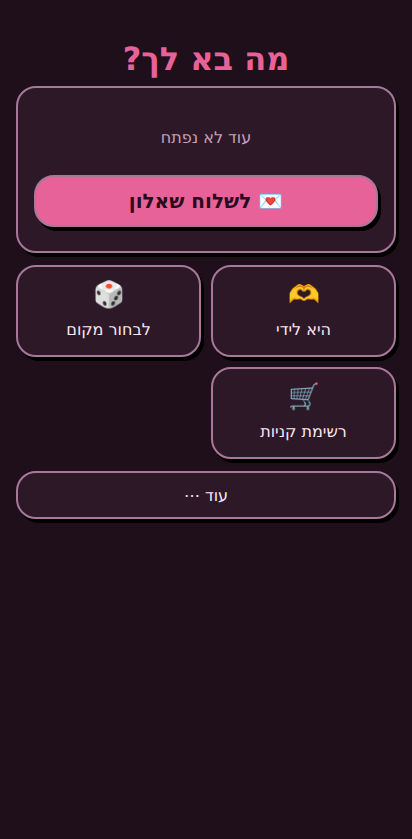 מה בא לך?
עוד לא נפתח
💌 לשלוח שאלון
🫶
היא לידי
🎲
לבחור מקום
🛒
רשימת קניות
עוד ⋯